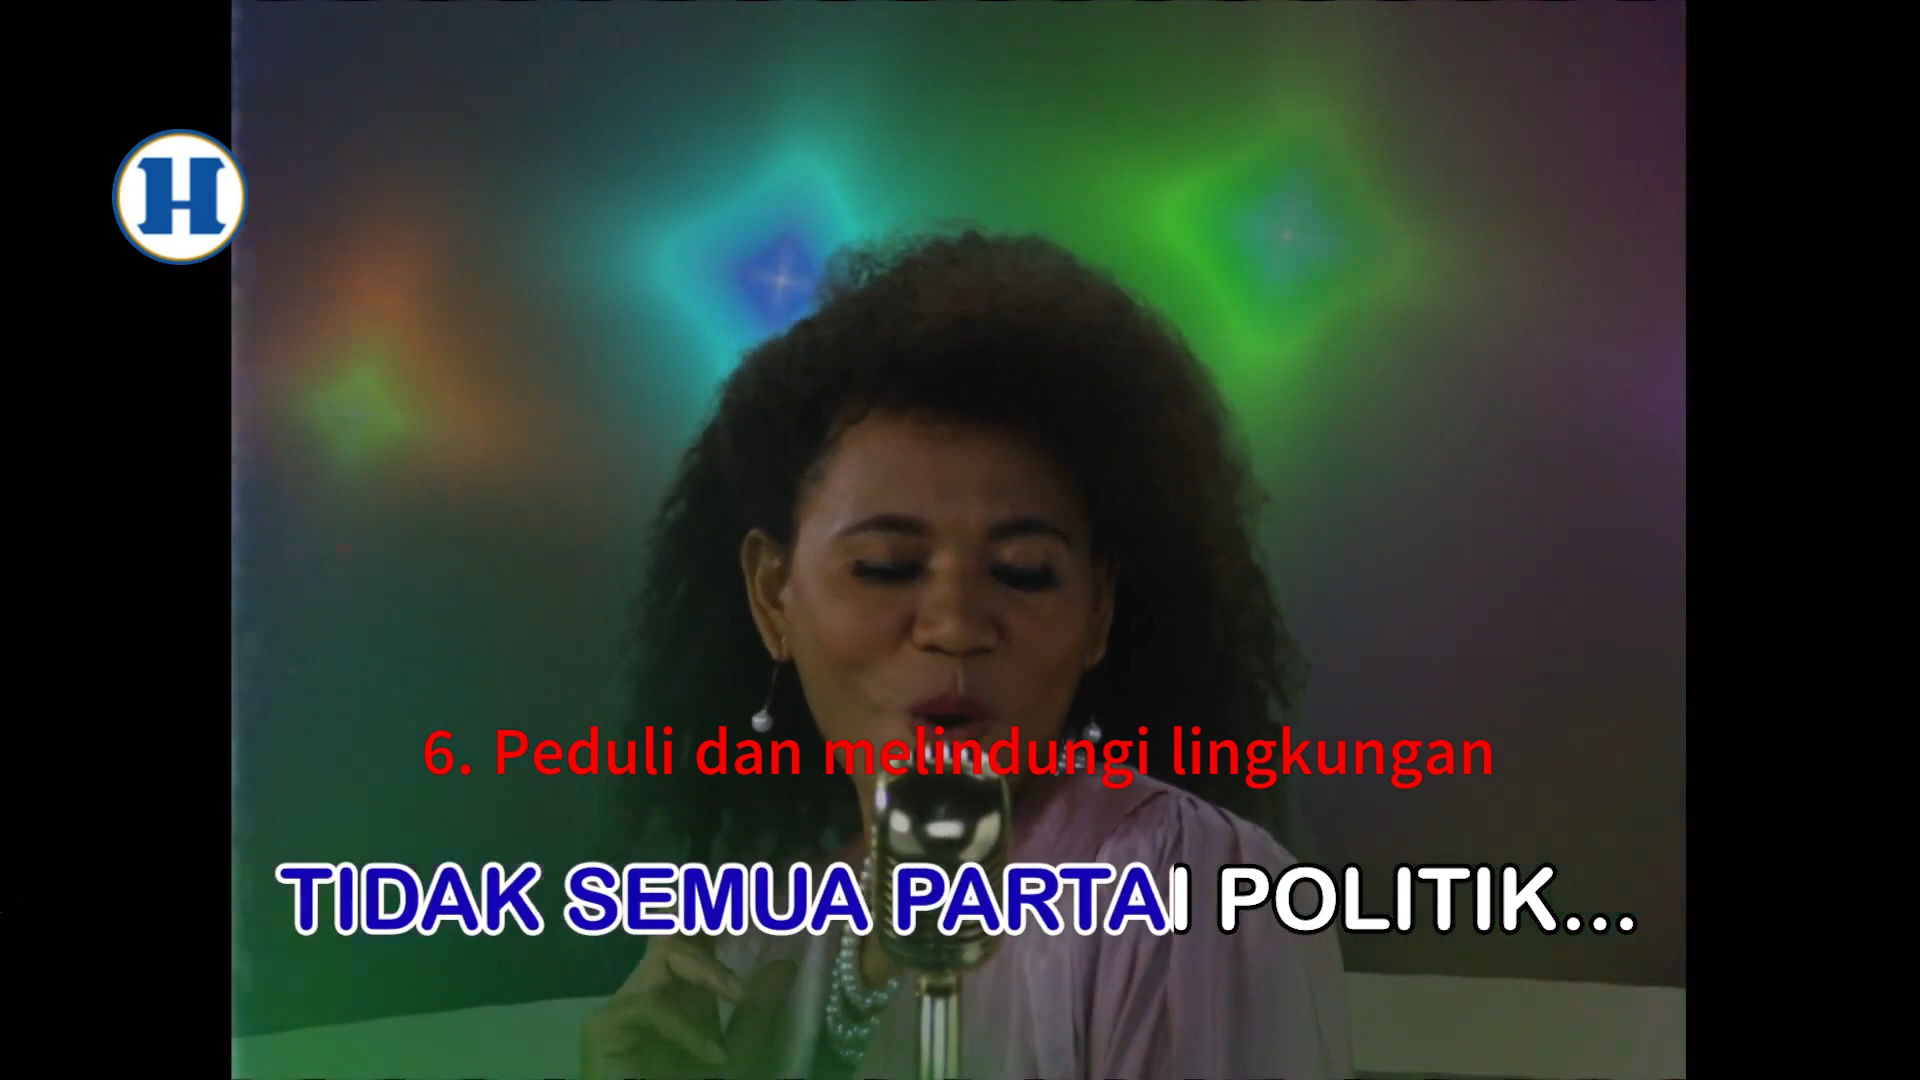 H
6. Peduli dan melindungi lingkungan
TIDAK SEMUA PARTAI POLITIK...